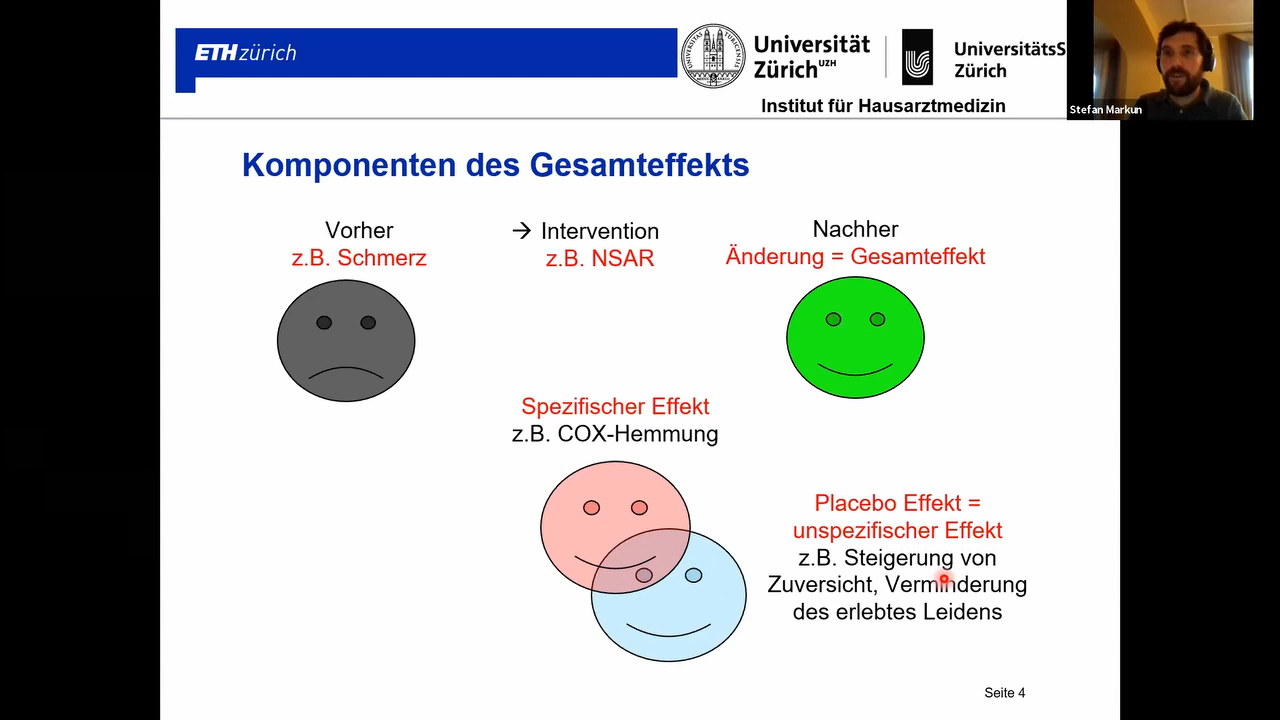 ETH zürich
Universität
Zürich UZH
UniversitätsS
Zürich
Institut für Hausarztmedizin
Stefan Markun
Komponenten des Gesamteffekts
Vorher
z.B. Schmerz
→ Intervention
z.B. NSAR
Nachher
Änderung = Gesamteffekt
Spezifischer Effekt
z.B. COX-Hemmung
Placebo Effekt =
unspezifischer Effekt
z.B. Steigerung von
Zuversicht, Verminderung
des erlebtes Leidens
Seite 4